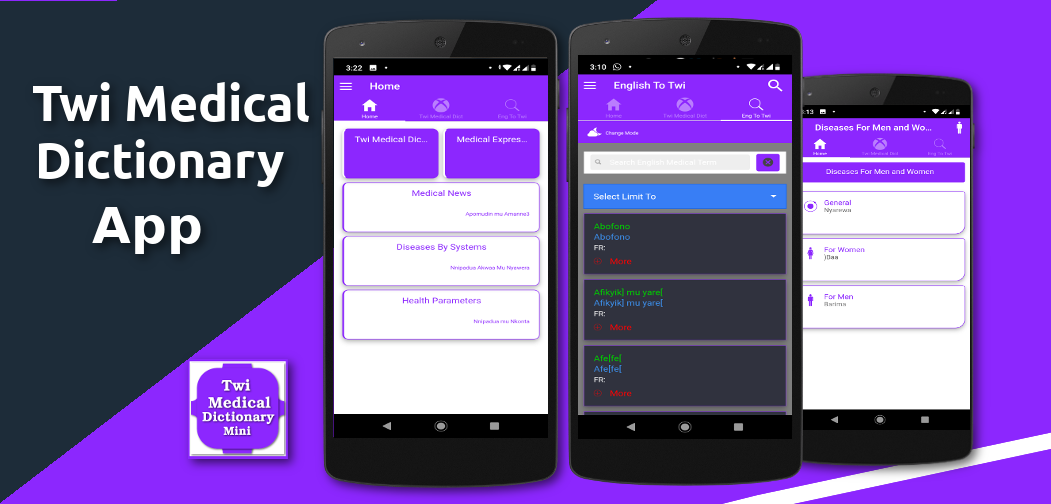 Twi Medical
Dictionary
App
Twi
Medical
Dictionary
Mini
3:22
Home
Home
Twi Medical Dict
Eng To Twi
Twi Medical Dic...
Medical Expres...
Medical News
Apomudin mu Amanne3
Diseases By Systems
Nnipadua Akwaa Mu Nyawera
Health Parameters
Nnipadua mu Nkonta
3:10
English To Twi
Home
Twi Medical Dict
Eng To Twi
Change Mode
Search English Medical Term
Select Limit To
Abofono
Abofono
FR:
More
Afikyik] mu yare[
Afikyik] mu yare[
FR:
More
Afe[fe[
Afe[fe[
FR:
More
:13
Diseases For Men and Wo...
Home
Twi Medical Dict
Eng To Twi
Diseases For Men and Women
General
Nyarewa
For Women
)Baa
For Men
Barima